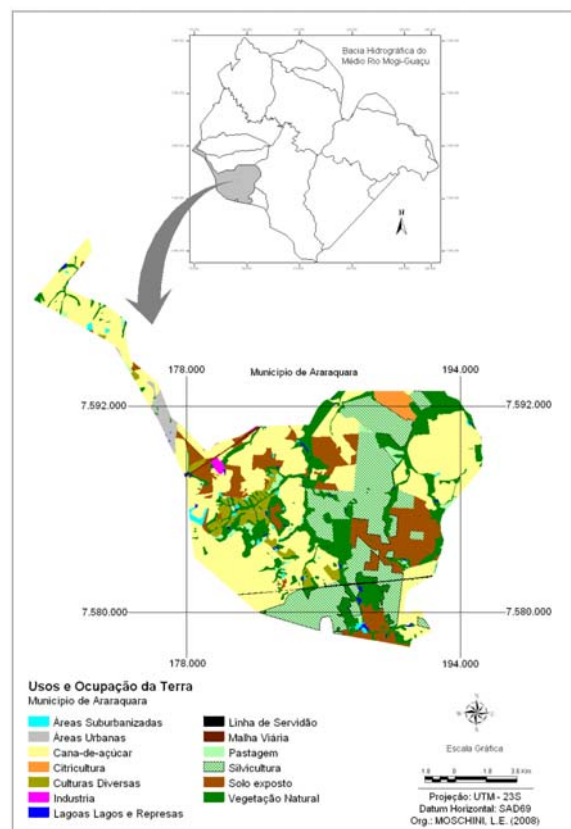 Bacia Hidrográfica do
Médio Rio Mogi-Guaçu
N
178.000
Municipio de Araraquara
194.000
7.592.000
7.592.000
7.580.000
7.580.000
178.000
194.000
Usos e Ocupação da Terra
Municipio de Araraquara
Áreas Suburbanizadas
Áreas Urbanas
Cana-de-açúcar
Citricultura
Culturas Diversas
Industria
Lagoas Lagos e Represas
Linha de Servidão
Malha Viária
Pastagem
Silvicultura
Solo exposto
Vegetação Natural
Escala Gráfica
Projeção: UTM - 23S
Datum Horizontal: SAD69
Org.: MOSCHINI, L.E. (2008)